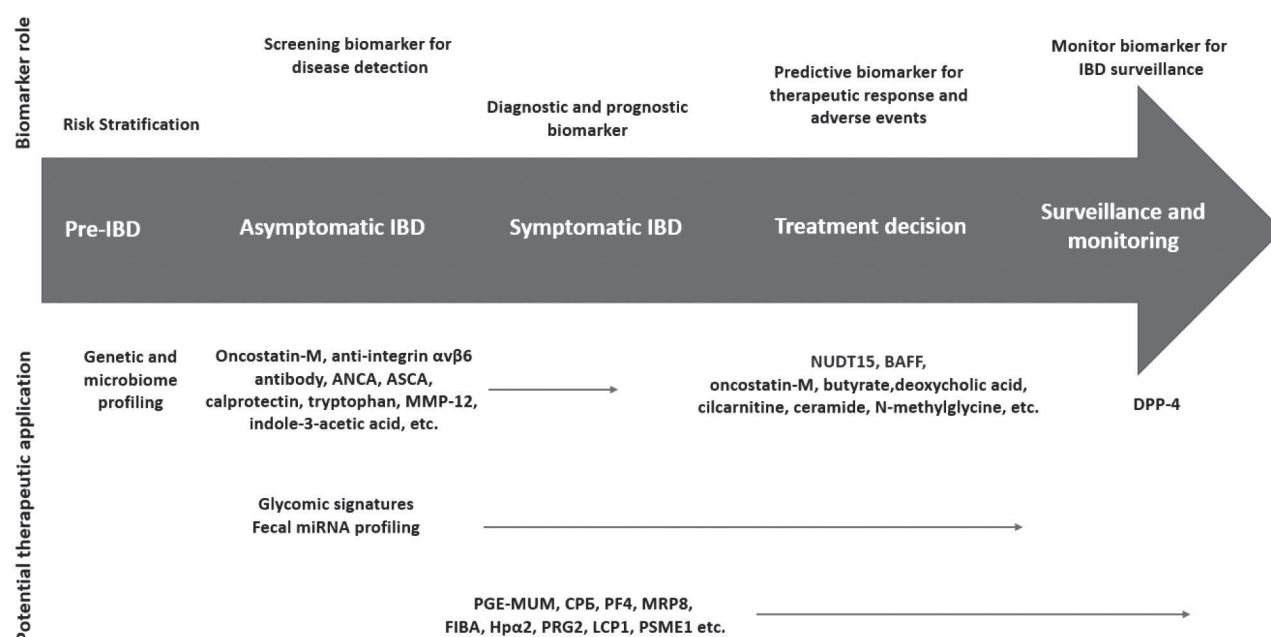 Biomarker role
Screening biomarker for
disease detection
Monitor biomarker for
IBD surveillance
Predictive biomarker for
therapeutic response and
adverse events
Diagnostic and prognostic
biomarker
Risk Stratification
Pre-IBD
Asymptomatic IBD
Symptomatic IBD
Treatment decision
Surveillance and
monitoring
Potential therapeutic application
Genetic and
microbiome
profiling
Oncostatin-M, anti-integrin αvβ6
antibody, ANCA, ASCA,
calprotectin, tryptophan, MMP-12,
indole-3-acetic acid, etc.
NUDT15, BAFF,
oncostatin-M, butyrate,deoxycholic acid,
cilcarnitine, ceramide, N-methylglycine, etc.
DPP-4
Glycomic signatures
Fecal miRNA profiling
PGE-MUM, CPБ, PF4, MRP8,
FIBA, Hpα2, PRG2, LCP1, PSME1 etc.